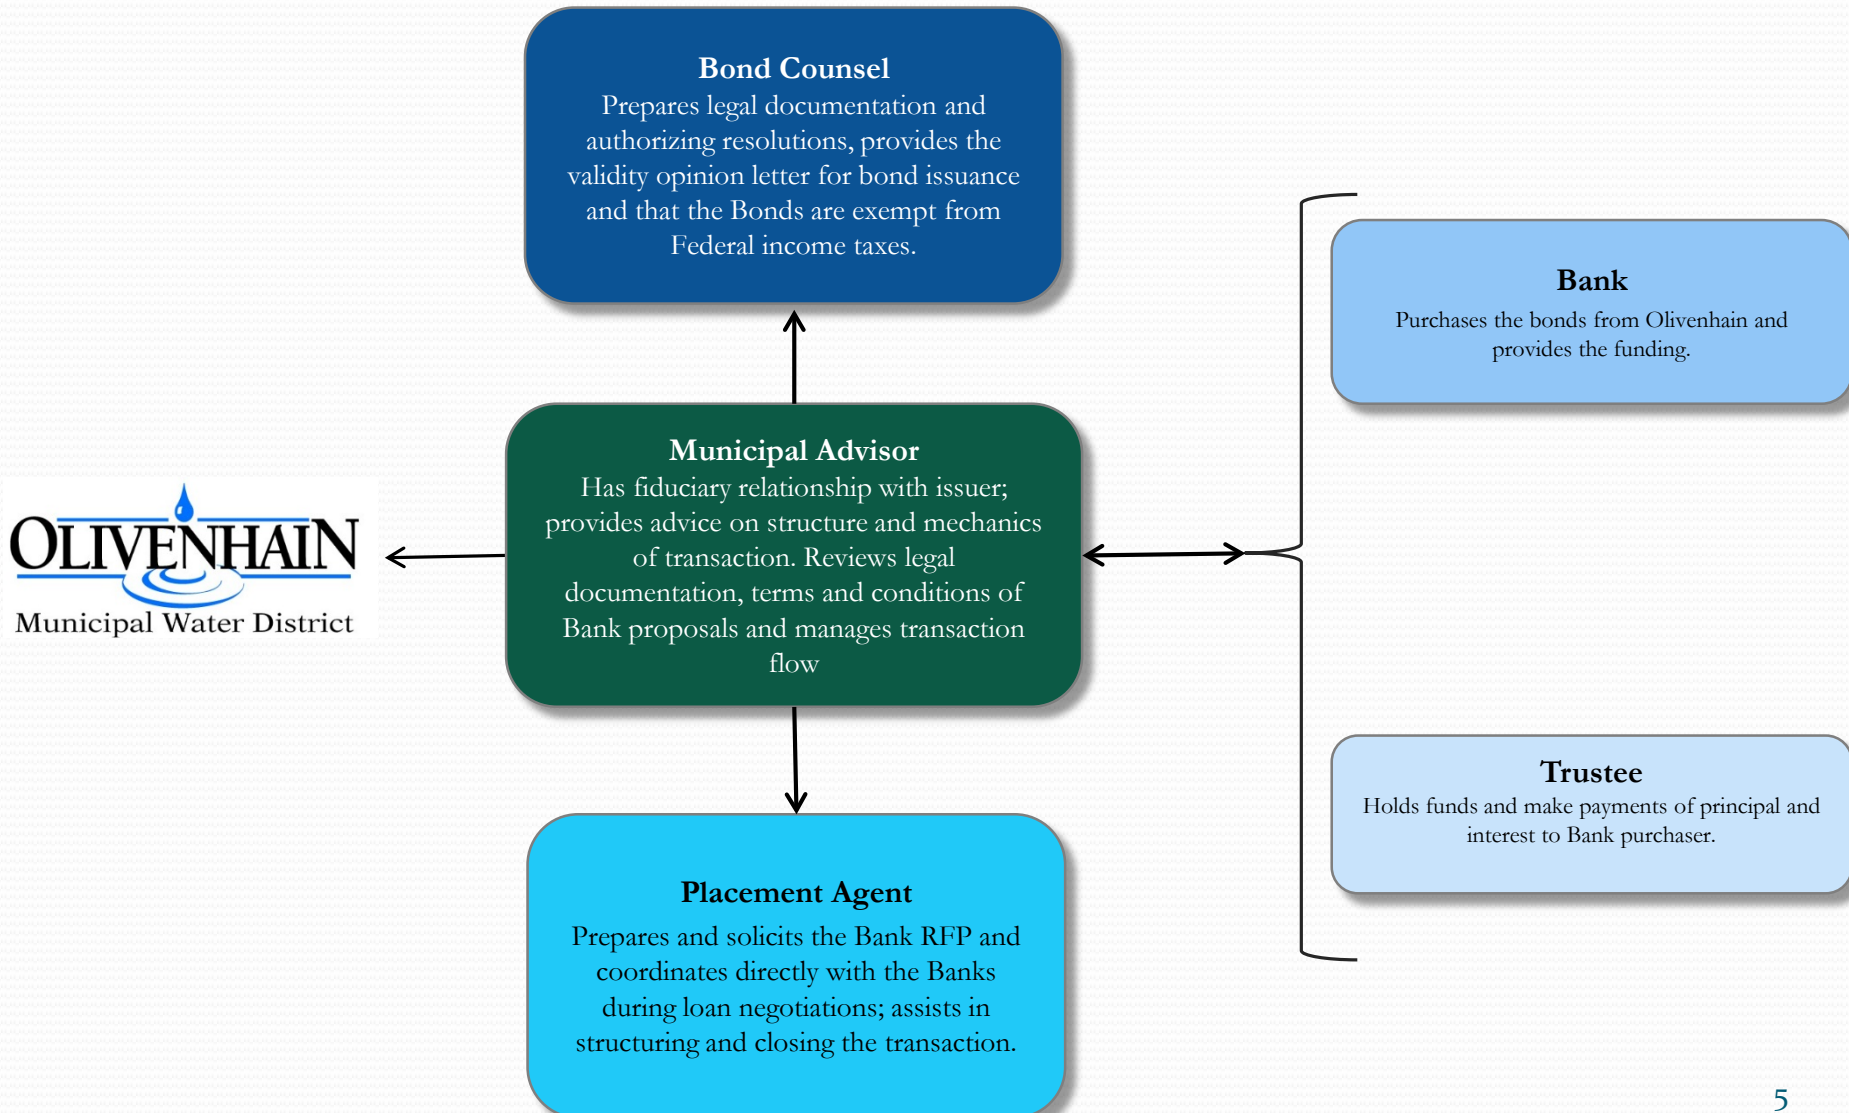 Bond Counsel
Prepares legal documentation and
authorizing resolutions, provides the
validity opinion letter for bond issuance
and that the Bonds are exempt from
Federal income taxes.
Bank
Purchases the bonds from Olivenhain and
provides the funding.
Municipal Advisor
Has fiduciary relationship with issuer;
provides advice on structure and mechanics
of transaction. Reviews legal
documentation, terms and conditions of
Bank proposals and manages transaction
flow
OLIVENHAIN
Municipal Water District
Trustee
Holds funds and make payments of principal and
interest to Bank purchaser.
Placement Agent
Prepares and solicits the Bank RFP and
coordinates directly with the Banks
during loan negotiations; assists in
structuring and closing the transaction.
5